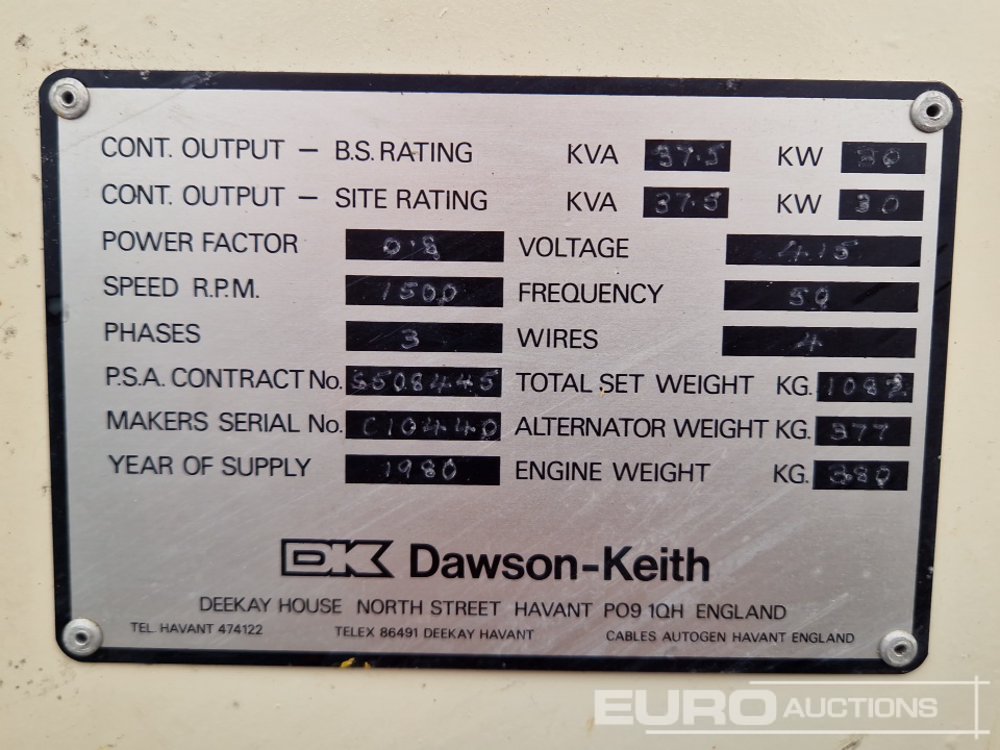 CONT. OUTPUT — B.S. RATING KVA 37.5 KW 30
CONT. OUTPUT — SITE RATING KVA 37.5 KW 30
POWER FACTOR 0.8 VOLTAGE 415
SPEED R.P.M. 1500 FREQUENCY 50
PHASES 3 WIRES 4
P.S.A. CONTRACT No. TOTAL SET WEIGHT KG. 1082
MAKERS SERIAL No. C10440 ALTERNATOR WEIGHT KG. 377
YEAR OF SUPPLY 1980 ENGINE WEIGHT KG. 380
DK Dawson-Keith
DEEKAY HOUSE NORTH STREET HAVANT PO9 1QH ENGLAND
TEL. HAVANT 474122 TELEX 86491 DEEKAY HAVANT CABLES AUTOGEN HAVANT ENGLAND
EURO AUCTIONS